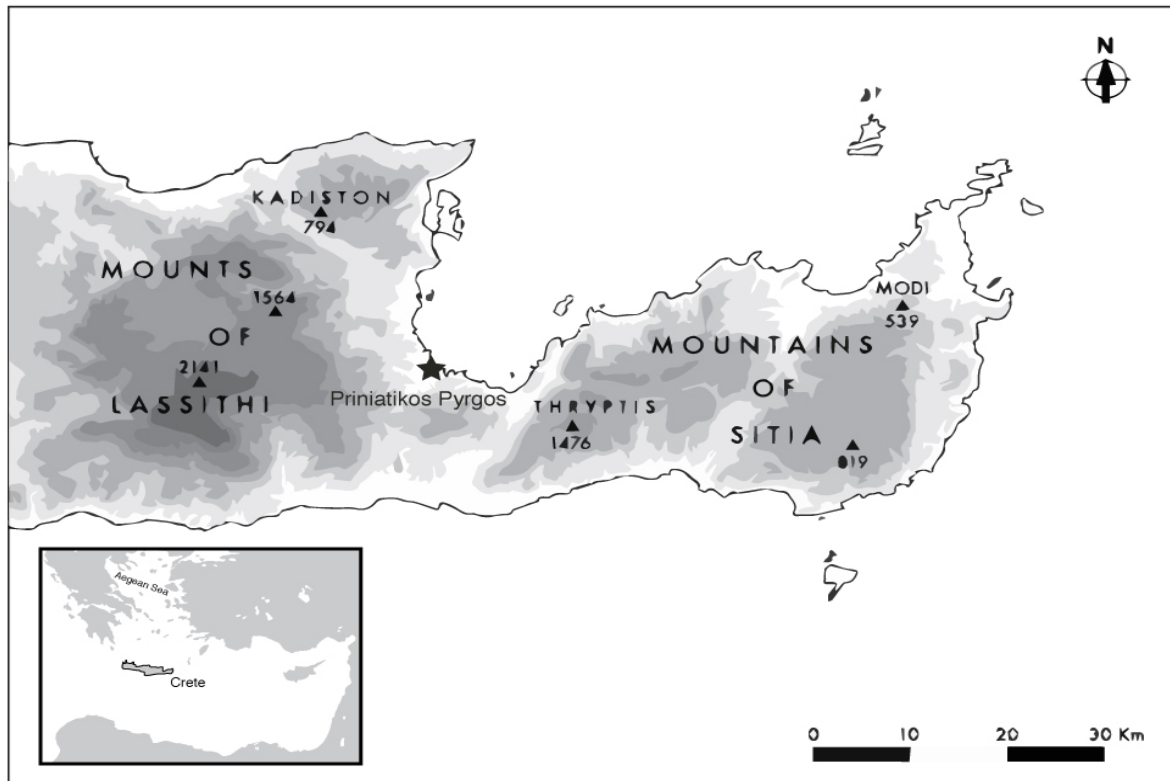 N
KADISTON
794
MOUNTS
1564
OF
2141
LASSITHI
Priniatikos Pyrgos
MODI
539
MOUNTAINS
OF
SITIA
THRYPTIS
1476
Aegean Sea
Crete
0 10 20 30 Km